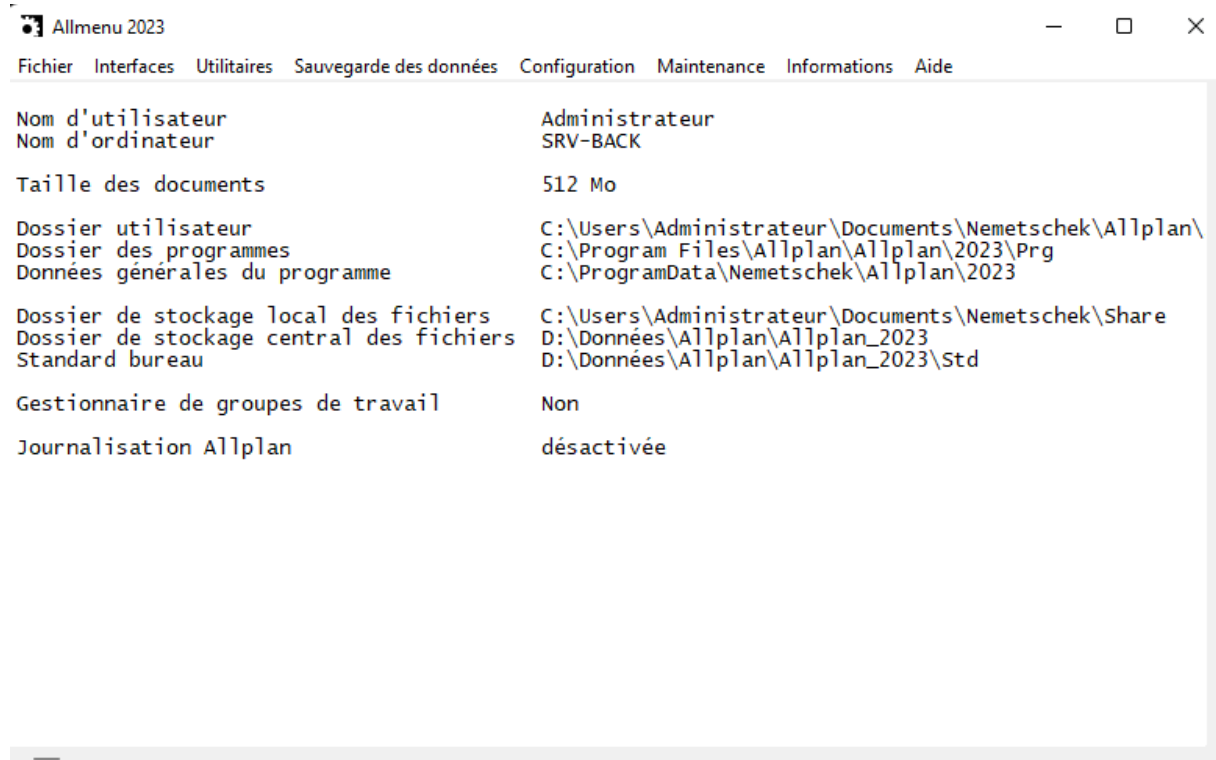 Allmenu 2023
Fichier Interfaces Utilitaires Sauvegarde des données Configuration Maintenance Informations Aide
Nom d'utilisateur Administrateur
Nom d'ordinateur SRV-BACK
Taille des documents 512 Mo
Dossier utilisateur C:\Users\Administrateur\Documents\Nemetschek\Allplan\
Dossier des programmes C:\Program Files\Allplan\Allplan\2023\Prg
Données générales du programme C:\ProgramData\Nemetschek\Allplan\2023
Dossier de stockage local des fichiers C:\Users\Administrateur\Documents\Nemetschek\Share
Dossier de stockage central des fichiers D:\Données\Allplan\Allplan_2023
Standard bureau D:\Données\Allplan\Allplan_2023\Std
Gestionnaire de groupes de travail Non
Journalisation Allplan désactivée